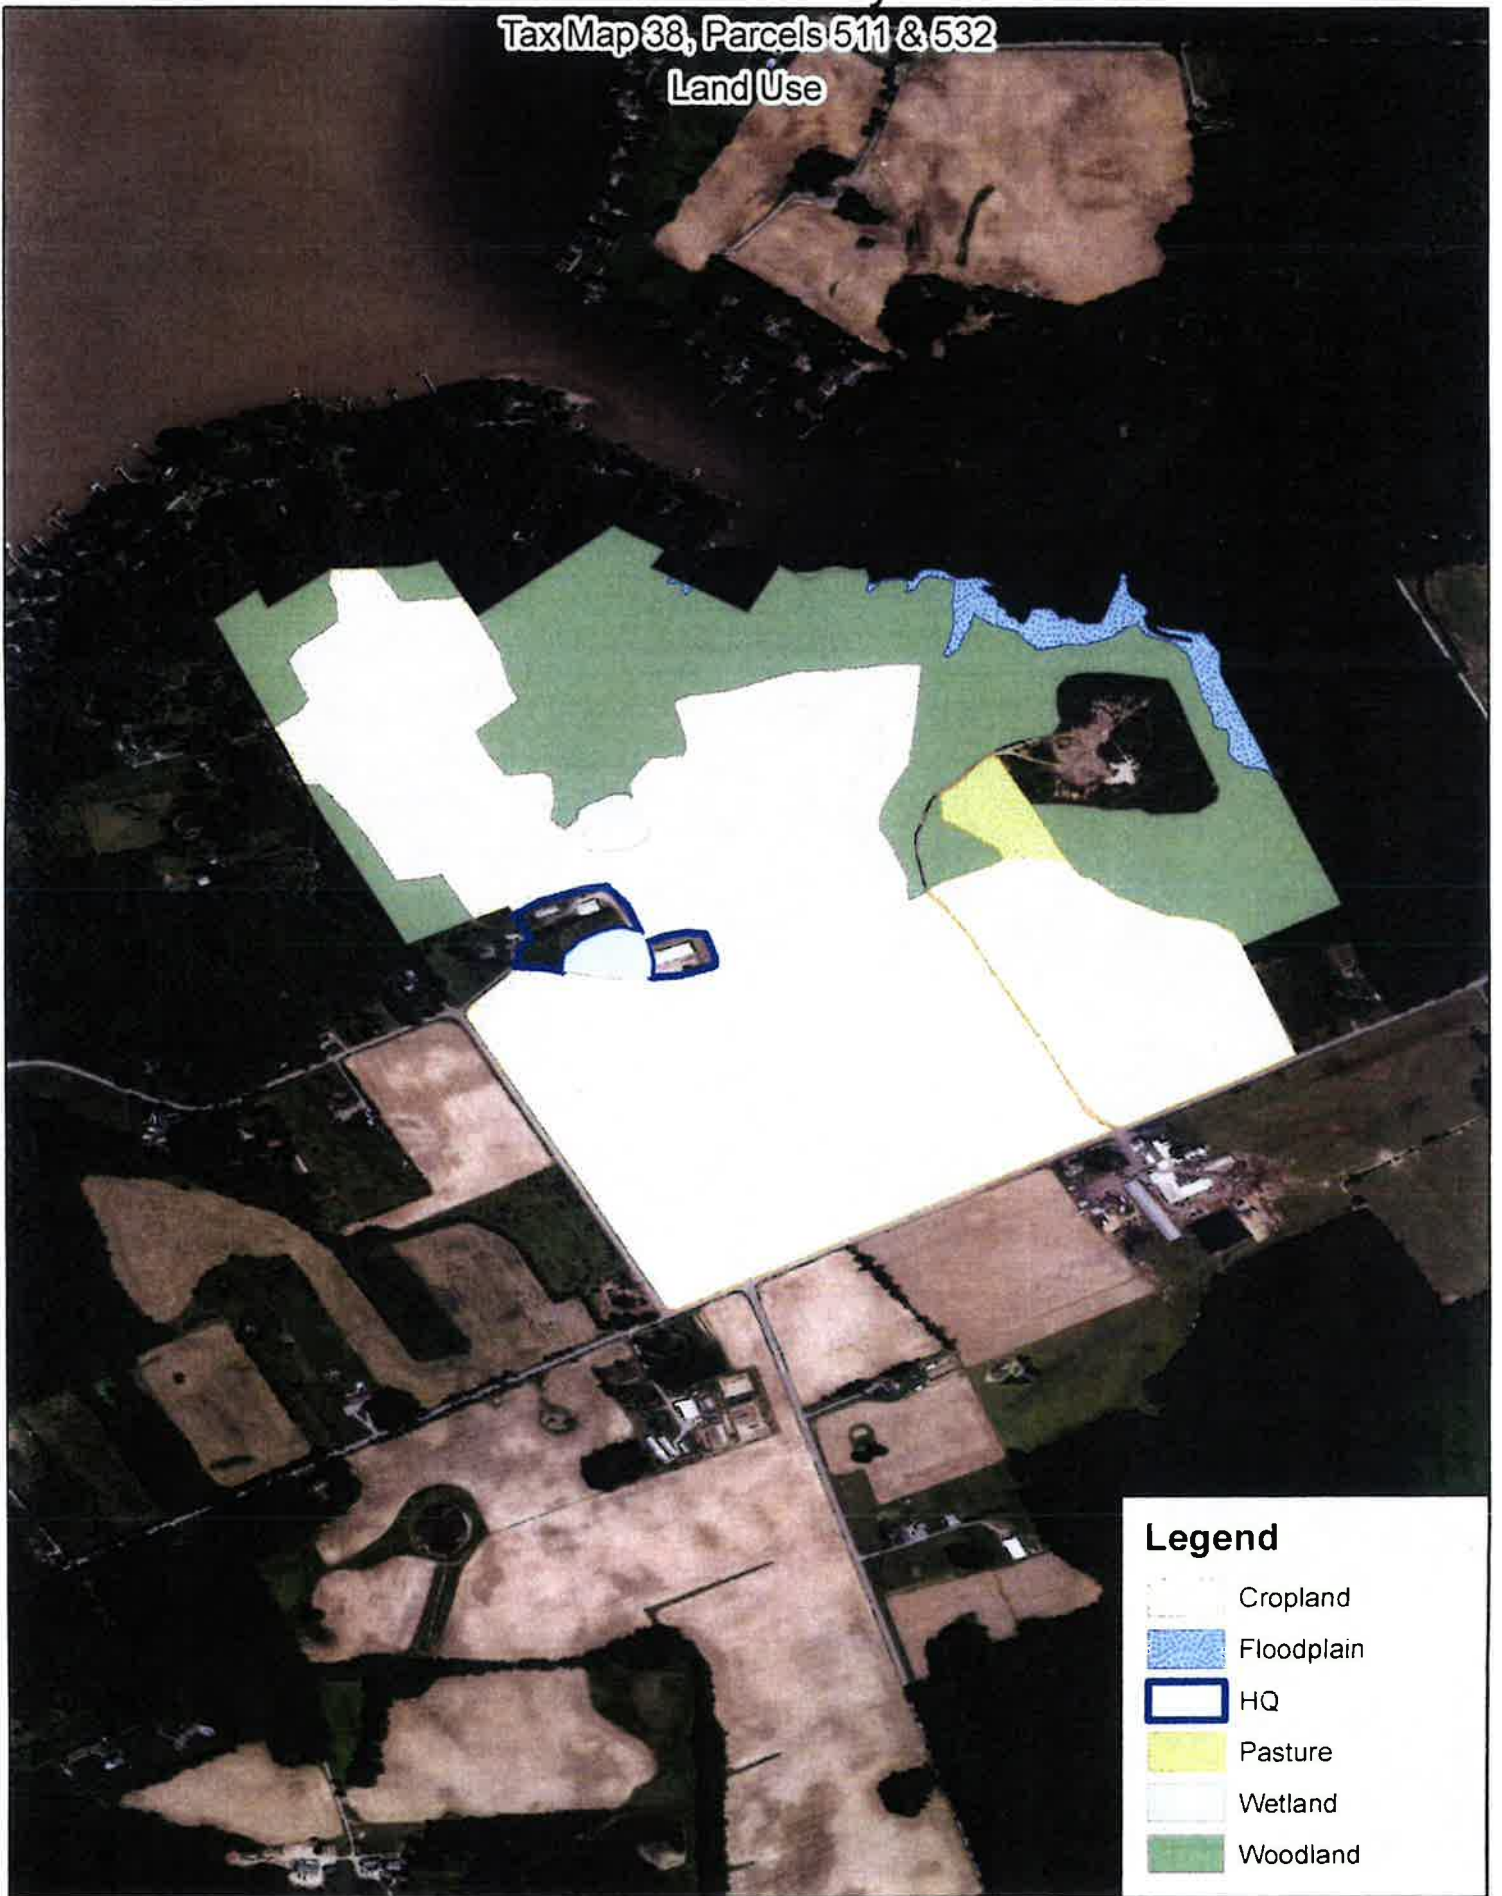 Tax Map 38, Parcels 511 & 532
Land Use
Legend
Cropland
Floodplain
HQ
Pasture
Wetland
Woodland